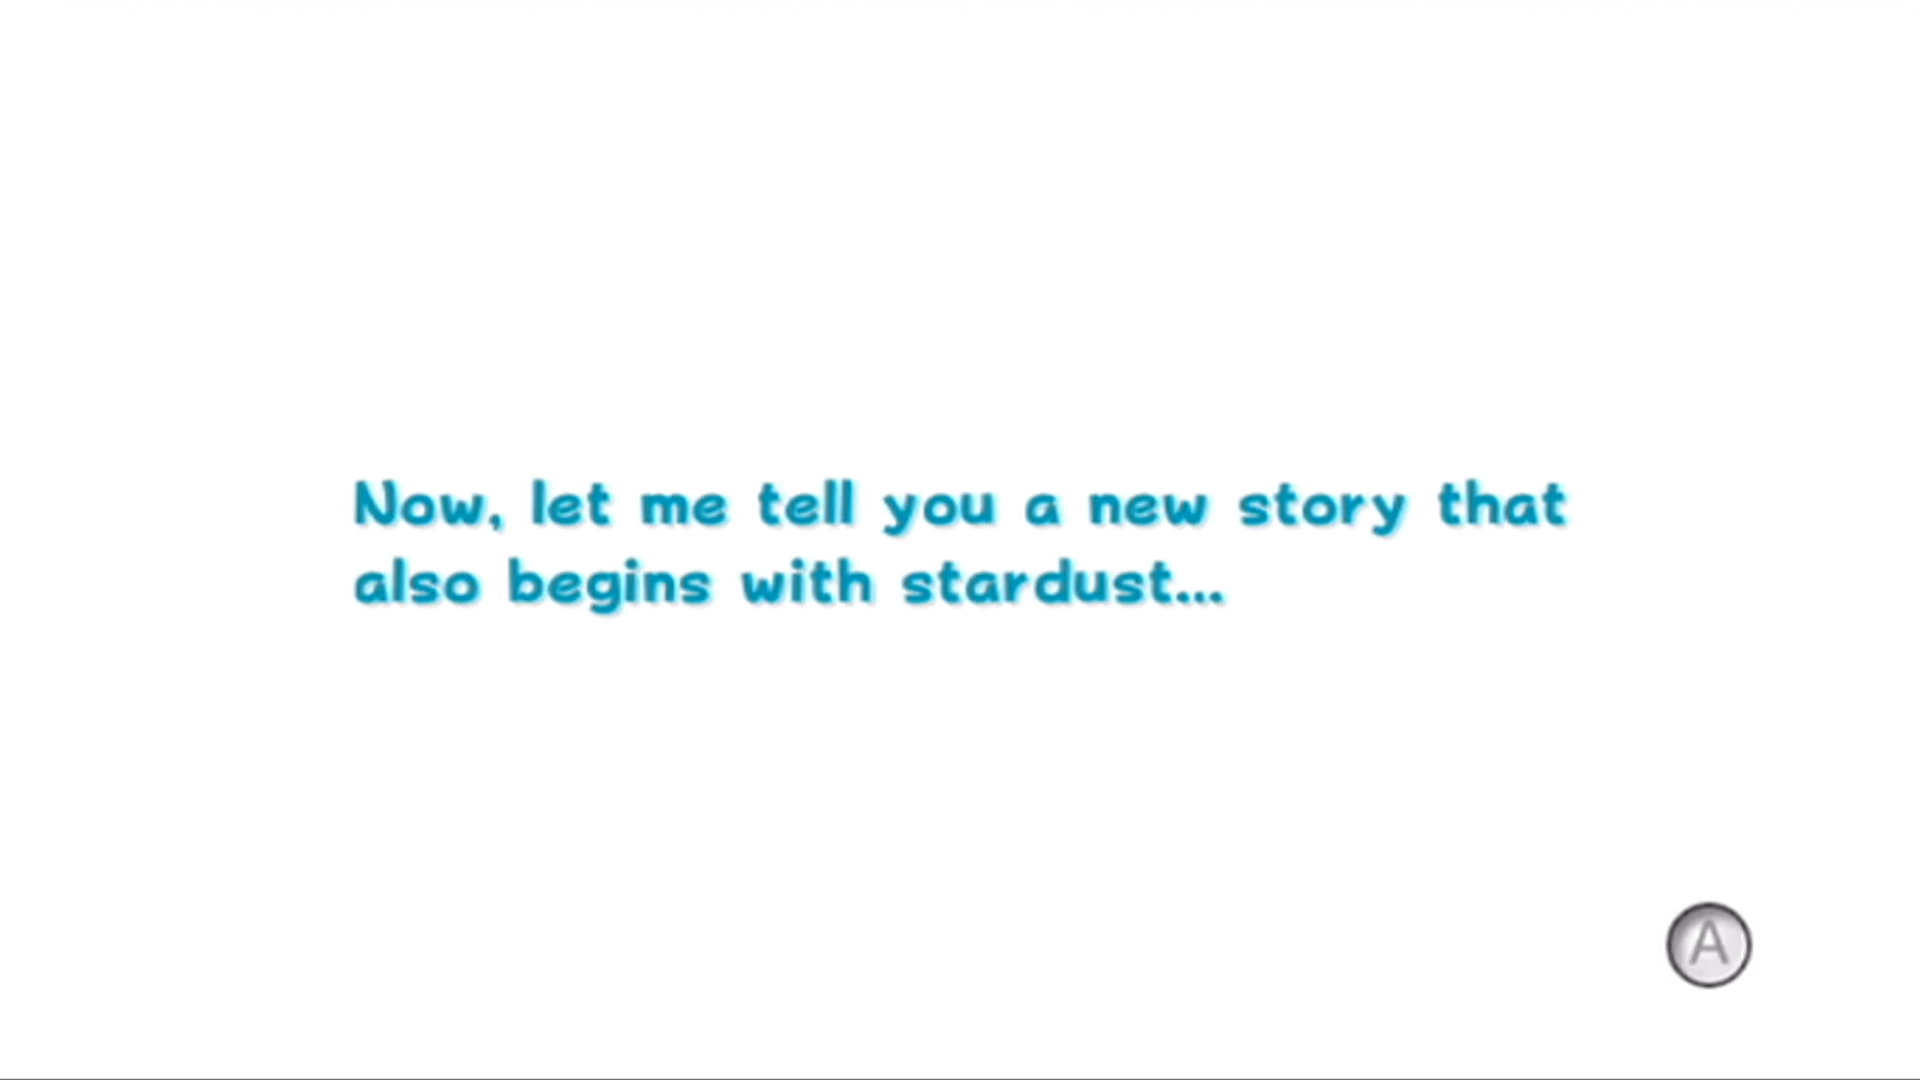 Now, let me tell you a new story that
also begins with stardust...
A